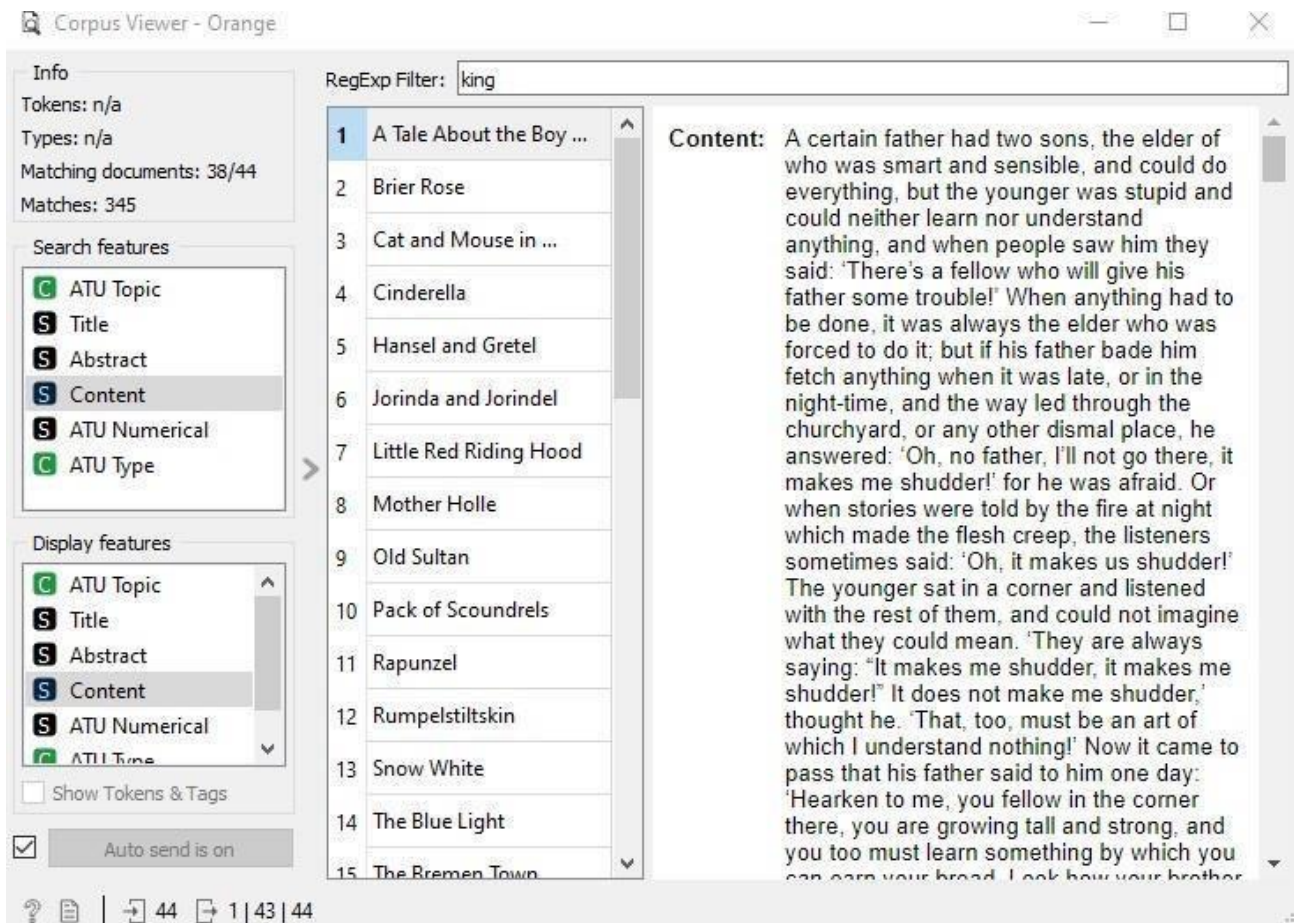 Corpus Viewer - Orange
Info
Tokens: n/a
Types: n/a
Matching documents: 38/44
Matches: 345
Search features
C ATU Topic
S Title
S Abstract
S Content
S ATU Numerical
C ATU Type
Display features
C ATU Topic
S Title
S Abstract
S Content
S ATU Numerical
C ATU Type
Show Tokens & Tags
Auto send is on
? 44 1 | 43 | 44
RegExp Filter: king
1 A Tale About the Boy ...
2 Brier Rose
3 Cat and Mouse in ...
4 Cinderella
5 Hansel and Gretel
6 Jorinda and Jorindel
7 Little Red Riding Hood
8 Mother Holle
9 Old Sultan
10 Pack of Scoundrels
11 Rapunzel
12 Rumpelstiltskin
13 Snow White
14 The Blue Light
15 The Bremen Town
Content: A certain father had two sons, the elder of
who was smart and sensible, and could do
everything, but the younger was stupid and
could neither learn nor understand
anything, and when people saw him they
said: ‘There’s a fellow who will give his
father some trouble!’ When anything had to
be done, it was always the elder who was
forced to do it; but if his father bade him
fetch anything when it was late, or in the
night-time, and the way led through the
churchyard, or any other dismal place, he
answered: ‘Oh, no father, I’ll not go there, it
makes me shudder!’ for he was afraid. Or
when stories were told by the fire at night
which made the flesh creep, the listeners
sometimes said: ‘Oh, it makes us shudder!’
The younger sat in a corner and listened
with the rest of them, and could not imagine
what they could mean. ‘They are always
saying: “It makes me shudder, it makes me
shudder!” It does not make me shudder,’
thought he. ‘That, too, must be an art of
which I understand nothing!’ Now it came to
pass that his father said to him one day:
‘Hearken to me, you fellow in the corner
there, you are growing tall and strong, and
you too must learn something by which you
can earn your bread. Look how your brother